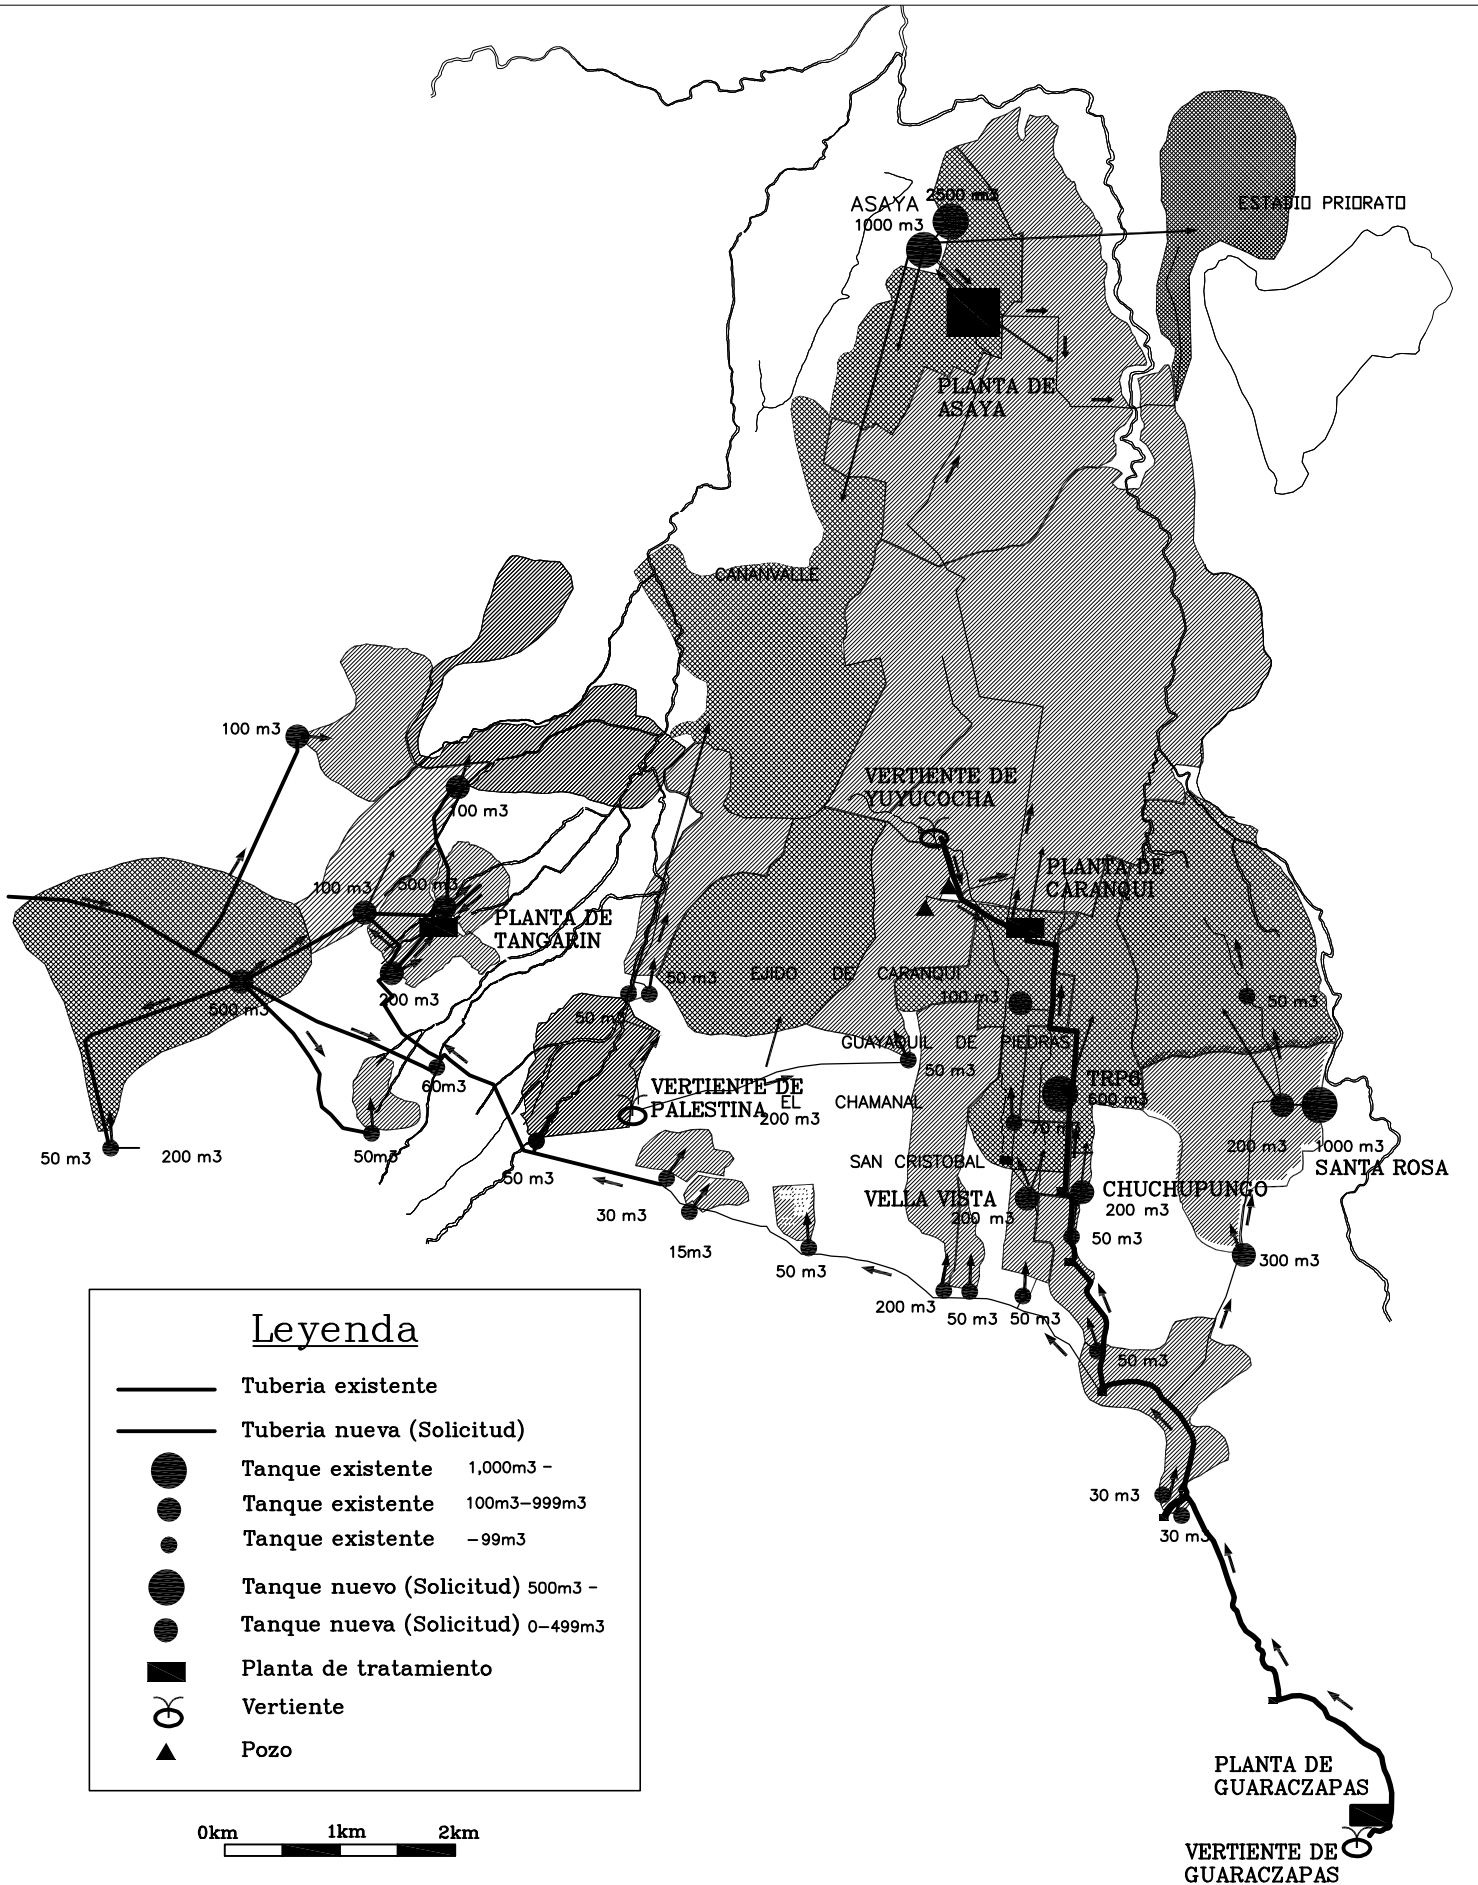 ASAYA
2500 m3
1000 m3
ESTADIO PRIORATO
PLANTA DE
ASAYA
CANANVALLE
100 m3
100 m3
VERTIENTE DE
YUYUCOCHA
100 m3
500 m3
PLANTA DE
CARANQUI
PLANTA DE
TANGARIN
200 m3
500 m3
50 m3
50 m3
EJIDO DE CARANQUI
100 m3
50 m3
GUAYAQUIL DE PIEDRAS
50 m3
60m3
VERTIENTE DE
PALESTINA
EL CHAMANAL
200 m3
TRP6
600 m3
70 m3
50 m3
200 m3
50m3
50 m3
SAN CRISTOBAL
VELLA VISTA
200 m3
CHUCHUPUNGO
200 m3
200 m3
1000 m3
SANTA ROSA
30 m3
15m3
50 m3
50 m3
300 m3
200 m3
50 m3
50 m3
50 m3
30 m3
30 m3
Leyenda
Tuberia existente
Tuberia nueva (Solicitud)
Tanque existente 1,000m3 -
Tanque existente 100m3-999m3
Tanque existente -99m3
Tanque nuevo (Solicitud) 500m3 -
Tanque nueva (Solicitud) 0-499m3
Planta de tratamiento
Vertiente
Pozo
0km 1km 2km
PLANTA DE
GUARACZAPAS
VERTIENTE DE
GUARACZAPAS